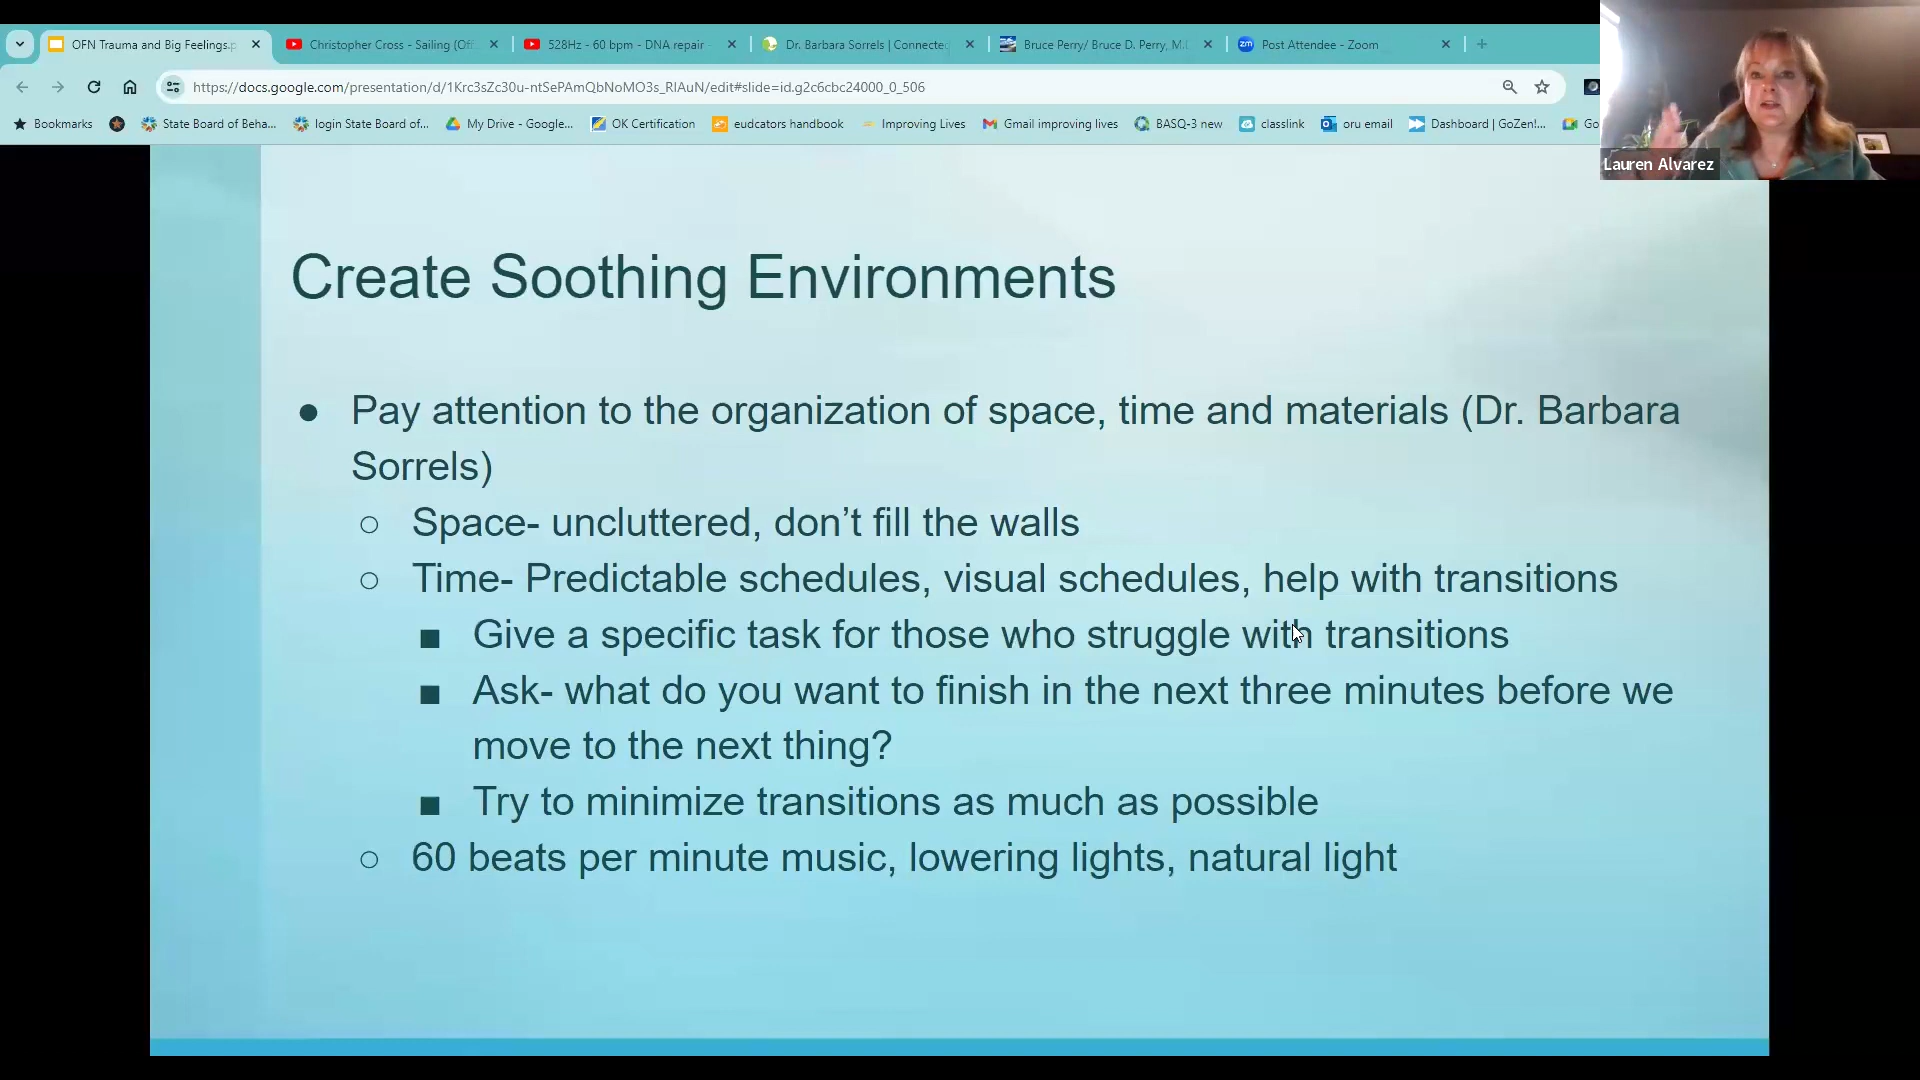 OFN Trauma and Big Feelings.p
Christopher Cross - Sailing (Of
528Hz - 60 bpm - DNA repair
Dr. Barbara Sorrels | Connecte
Bruce Perry/ Bruce D. Perry, M.
Post Attendee - Zoom
https://docs.google.com/presentation/d/1Krc3sZc30u-ntSePAmQbNoMO3s_RIAuN/edit#slide=id.g2c6cbc24000_0_506
Bookmarks
State Board of Beha...
login State Board of...
My Drive - Google...
OK Certification
eudcators handbook
Improving Lives
Gmail improving lives
BASQ-3 new
classlink
oru email
Dashboard | GoZen!...
Go
Lauren Alvarez
Create Soothing Environments
● Pay attention to the organization of space, time and materials (Dr. Barbara
Sorrels)
○ Space- uncluttered, don’t fill the walls
○ Time- Predictable schedules, visual schedules, help with transitions
■ Give a specific task for those who struggle with transitions
■ Ask- what do you want to finish in the next three minutes before we
move to the next thing?
■ Try to minimize transitions as much as possible
○ 60 beats per minute music, lowering lights, natural light